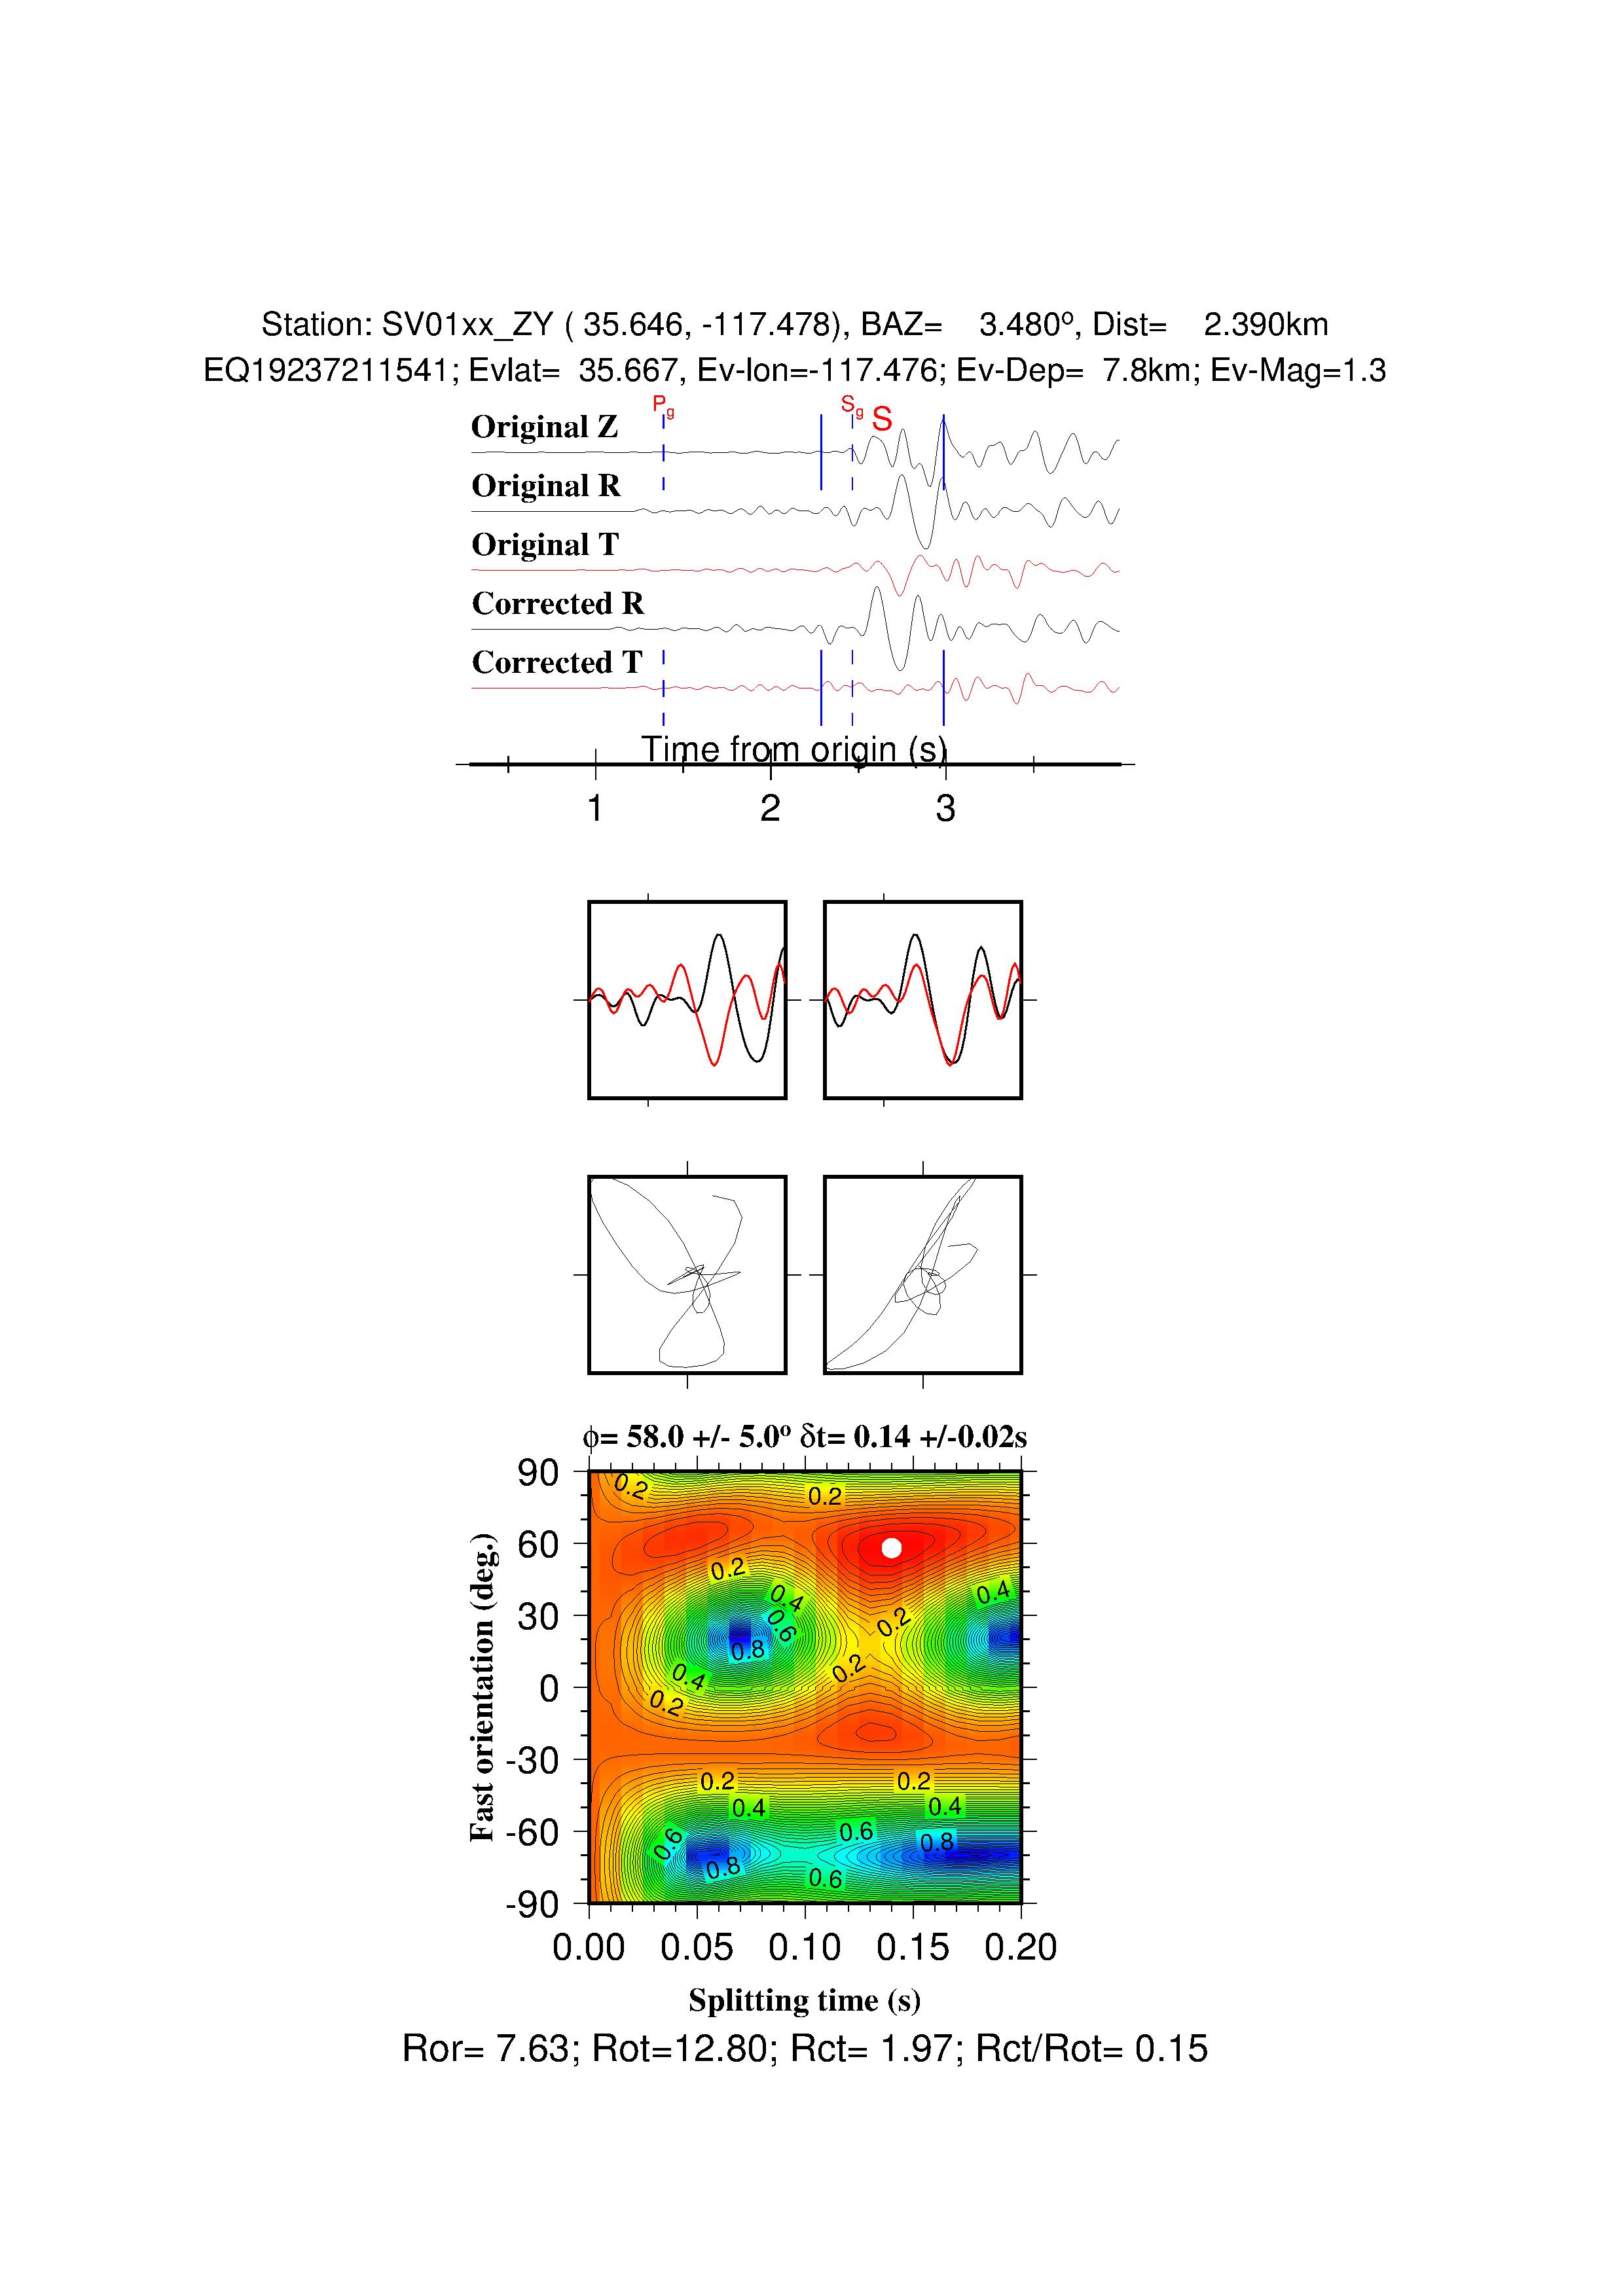 Station: SV01xx_ZY ( 35.646, -117.478), BAZ= 3.480º, Dist= 2.390km
EQ19237211541; Evlat= 35.667, Ev-lon=-117.476; Ev-Dep= 7.8km; Ev-Mag=1.3
Pg Sg S
Original Z
Original R
Original T
Corrected R
Corrected T
Time from origin (s)
1 2 3
ϕ= 58.0 +/- 5.0º δt= 0.14 +/-0.02s
Fast orientation (deg.)
90
60
30
0
-30
-60
-90
0.2 0.2
0.2
0.4 0.4
0.6 0.2
0.8
0.4 0.2
0.2
0.2 0.2
0.4 0.4
0.6 0.6
0.8 0.8
0.6
0.00 0.05 0.10 0.15 0.20
Splitting time (s)
Ror= 7.63; Rot=12.80; Rct= 1.97; Rct/Rot= 0.15